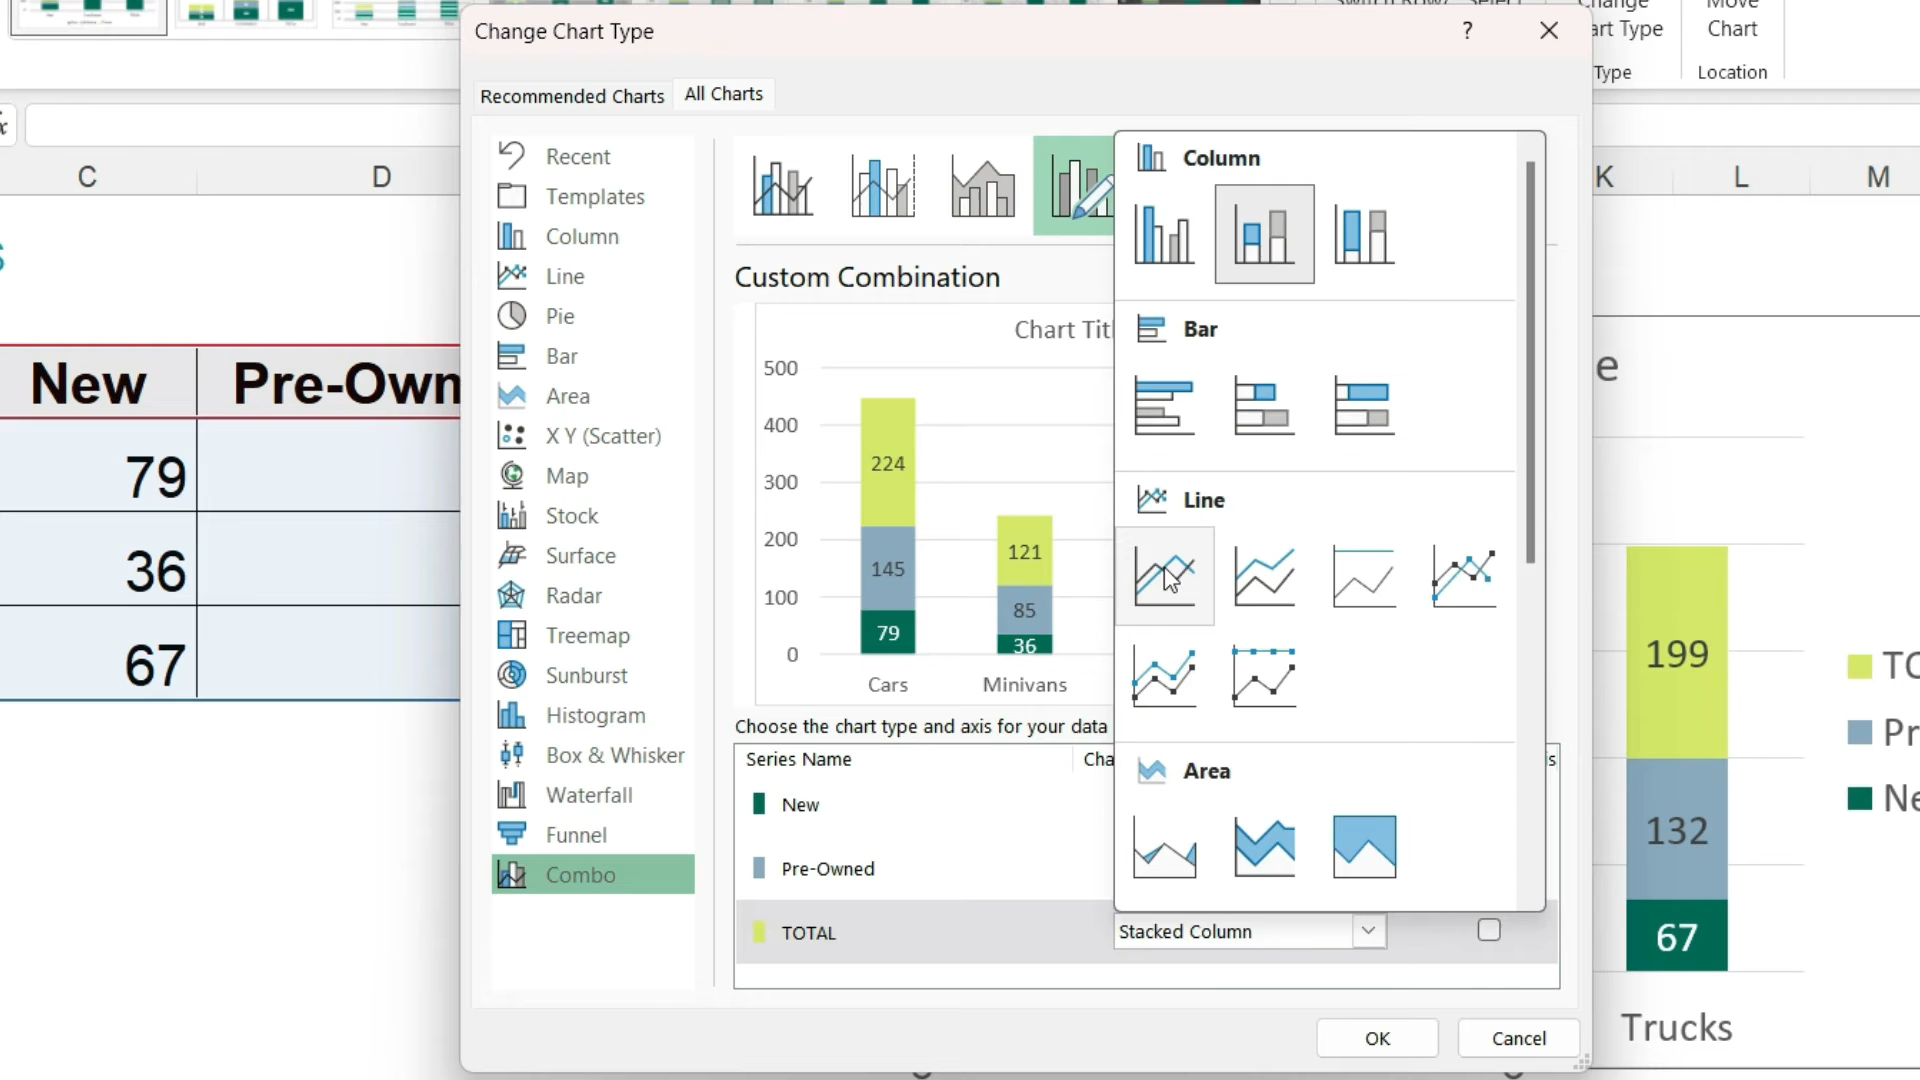 Change Chart Type
?
Type
Move
Chart
Location
Recommended Charts
All Charts
C
D
K
L
M
Recent
Templates
Column
Line
Pie
Bar
Area
X Y (Scatter)
Map
Stock
Surface
Radar
Treemap
Sunburst
Histogram
Box & Whisker
Waterfall
Funnel
Combo
New
Pre-Own
79
36
67
Custom Combination
Chart Titl
500
400
300
200
100
0
224
145
79
121
85
36
Cars
Minivans
Choose the chart type and axis for your data
Series Name
Cha
New
Pre-Owned
TOTAL
Stacked Column
Column
Bar
Line
Area
OK
Cancel
e
199
132
67
Trucks
TO
Pr
Ne